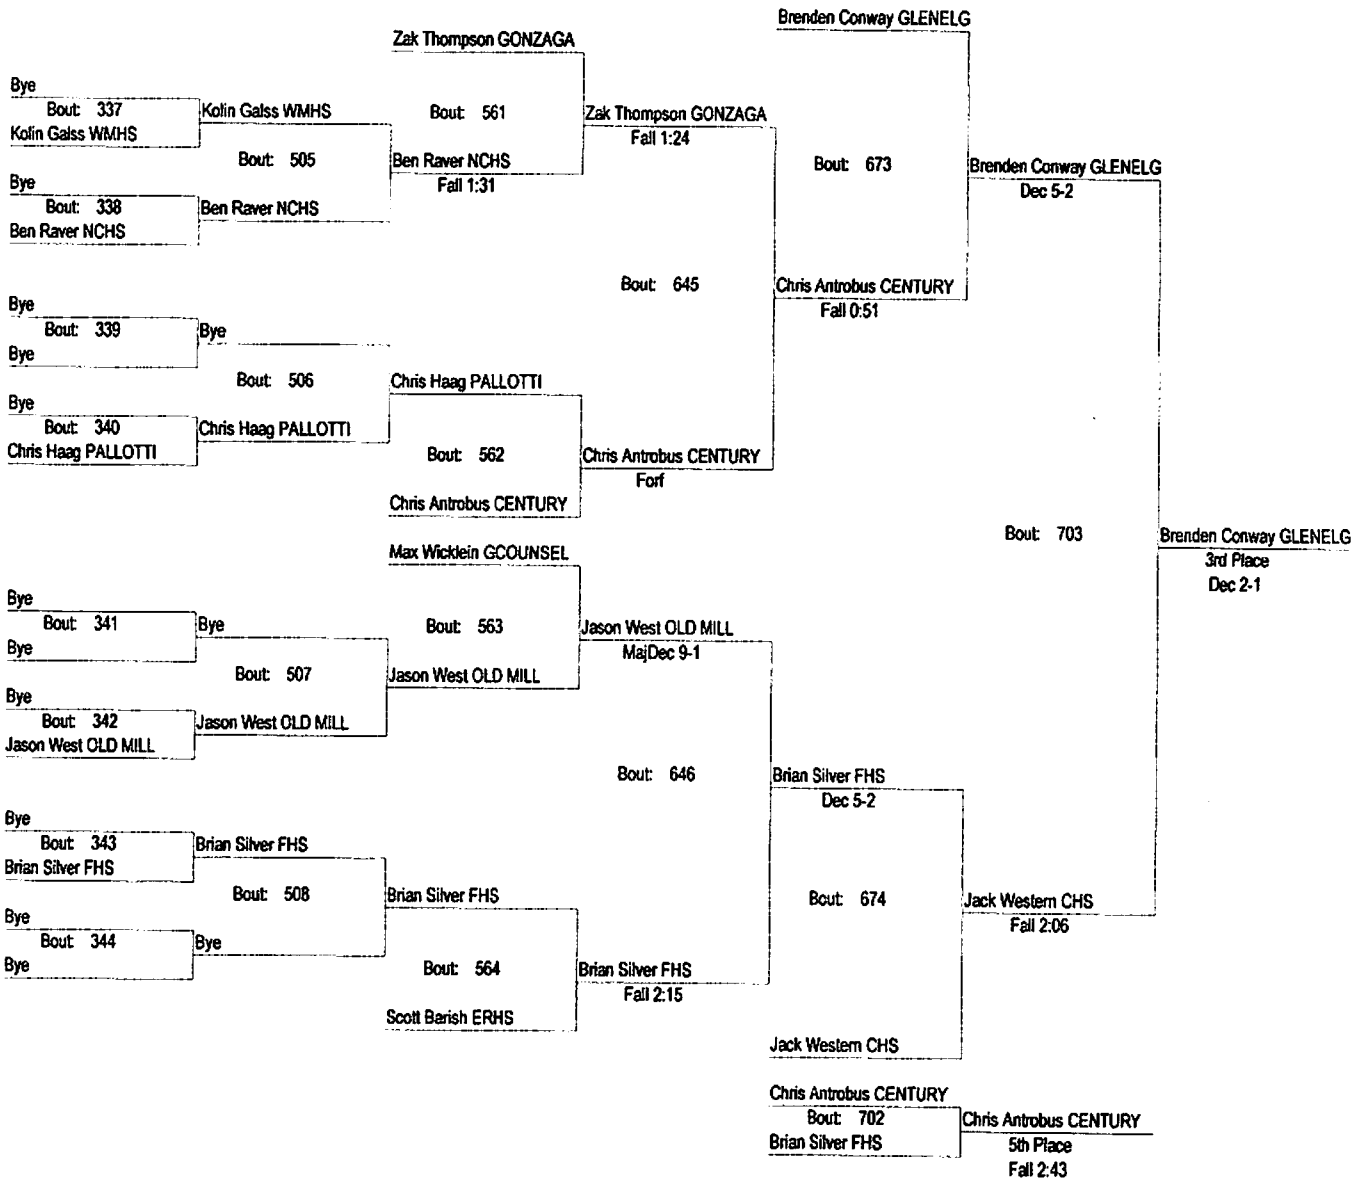 Brenden Conway GLENELG
Zak Thompson GONZAGA
Bye
Bout: 337
Kolin Galss WMHS
Kolin Galss WMHS
Bout: 561
Zak Thompson GONZAGA
Fall 1:24
Bout: 505
Ben Raver NCHS
Fall 1:31
Bout: 673
Brenden Conway GLENELG
Dec 5-2
Bye
Bout: 338
Ben Raver NCHS
Ben Raver NCHS
Bout: 645
Chris Antrobus CENTURY
Fall 0:51
Bye
Bout: 339
Bye
Bye
Bout: 506
Chris Haag PALLOTTI
Bye
Bout: 340
Chris Haag PALLOTTI
Chris Haag PALLOTTI
Bout: 562
Chris Antrobus CENTURY
Forf
Chris Antrobus CENTURY
Bout: 703
Brenden Conway GLENELG
3rd Place
Dec 2-1
Max Wicklein GCOUNSEL
Bye
Bout: 341
Bye
Bye
Bout: 563
Jason West OLD MILL
MajDec 9-1
Bout: 507
Jason West OLD MILL
Bye
Bout: 342
Jason West OLD MILL
Jason West OLD MILL
Bout: 646
Brian Silver FHS
Dec 5-2
Bye
Bout: 343
Brian Silver FHS
Brian Silver FHS
Bout: 508
Brian Silver FHS
Bout: 674
Jack Western CHS
Fall 2:06
Bye
Bout: 344
Bye
Bye
Bout: 564
Brian Silver FHS
Fall 2:15
Scott Barish ERHS
Jack Western CHS
Chris Antrobus CENTURY
Bout: 702
Brian Silver FHS
Chris Antrobus CENTURY
5th Place
Fall 2:43